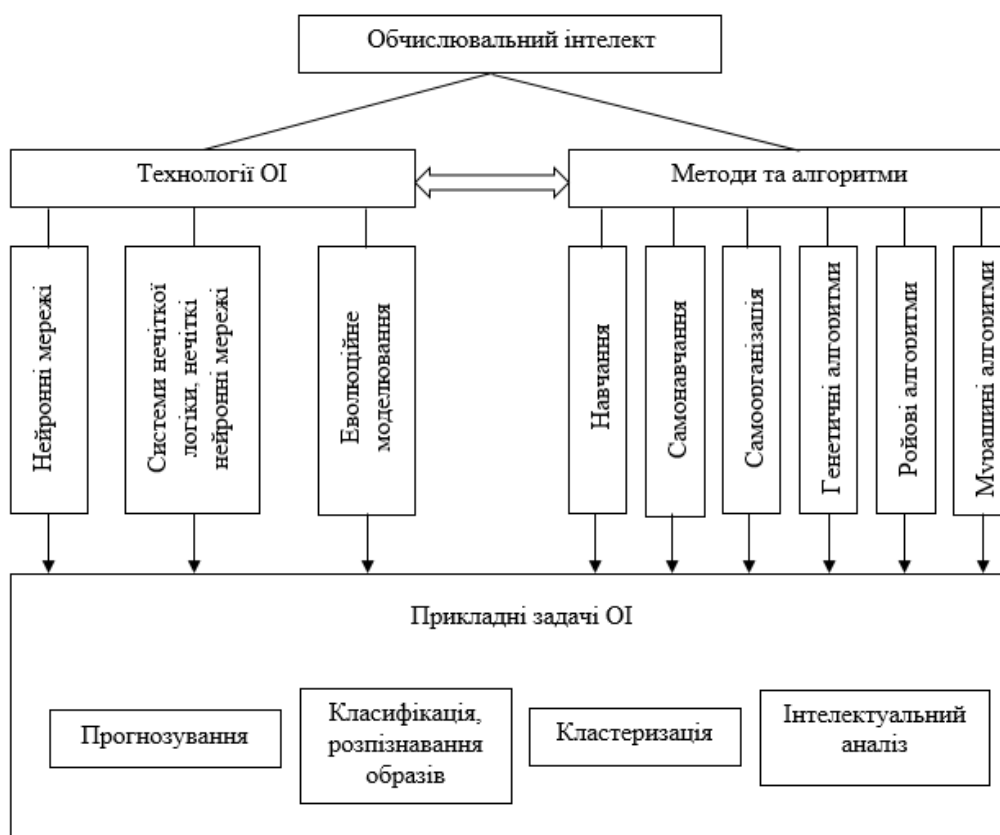 Обчислювальний інтелект
Технології ОІ
Методи та алгоритми
Нейронні мережі
Системи нечіткої
логіки, нечіткі
нейронні мережі
Еволюційне
моделювання
Навчання
Самонавчання
Самоорганізація
Генетичні алгоритми
Ройові алгоритми
Мурашині алгоритми
Прикладні задачі ОІ
Прогнозування
Класифікація,
розпізнавання
образів
Кластеризація
Інтелектуальний
аналіз